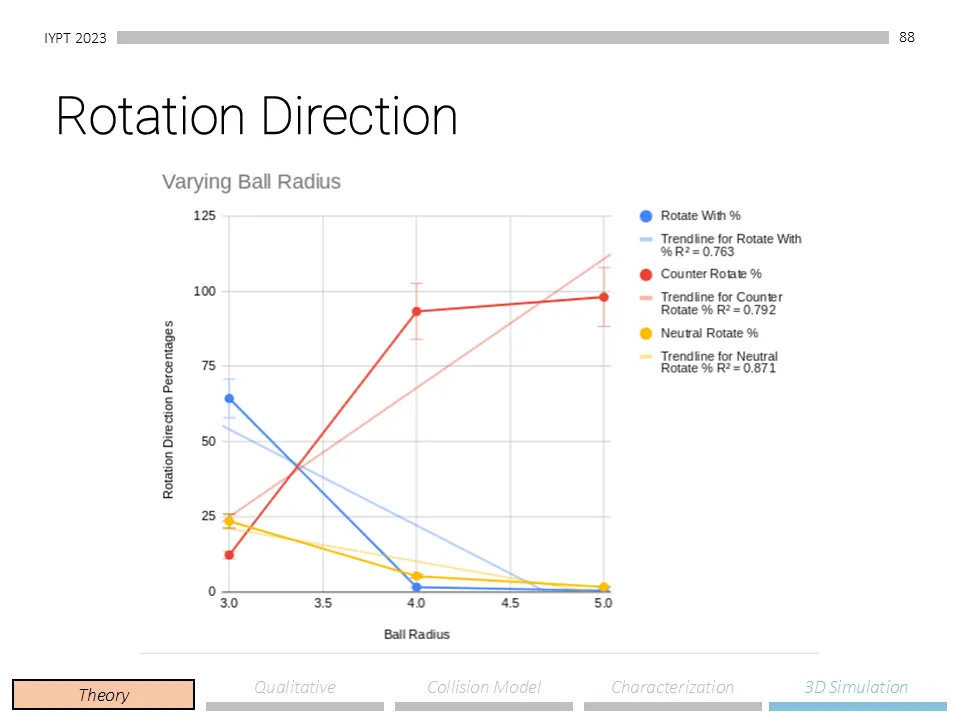 IYPT 2023
88
Rotation Direction
Varying Ball Radius
125
100
75
50
25
0
Rotation Direction Percentages
3.0
3.5
4.0
4.5
5.0
Ball Radius
Rotate With %
Trendline for Rotate With
% R² = 0.763
Counter Rotate %
Trendline for Counter
Rotate % R² = 0.792
Neutral Rotate %
Trendline for Neutral
Rotate % R² = 0.871
Theory
Qualitative
Collision Model
Characterization
3D Simulation